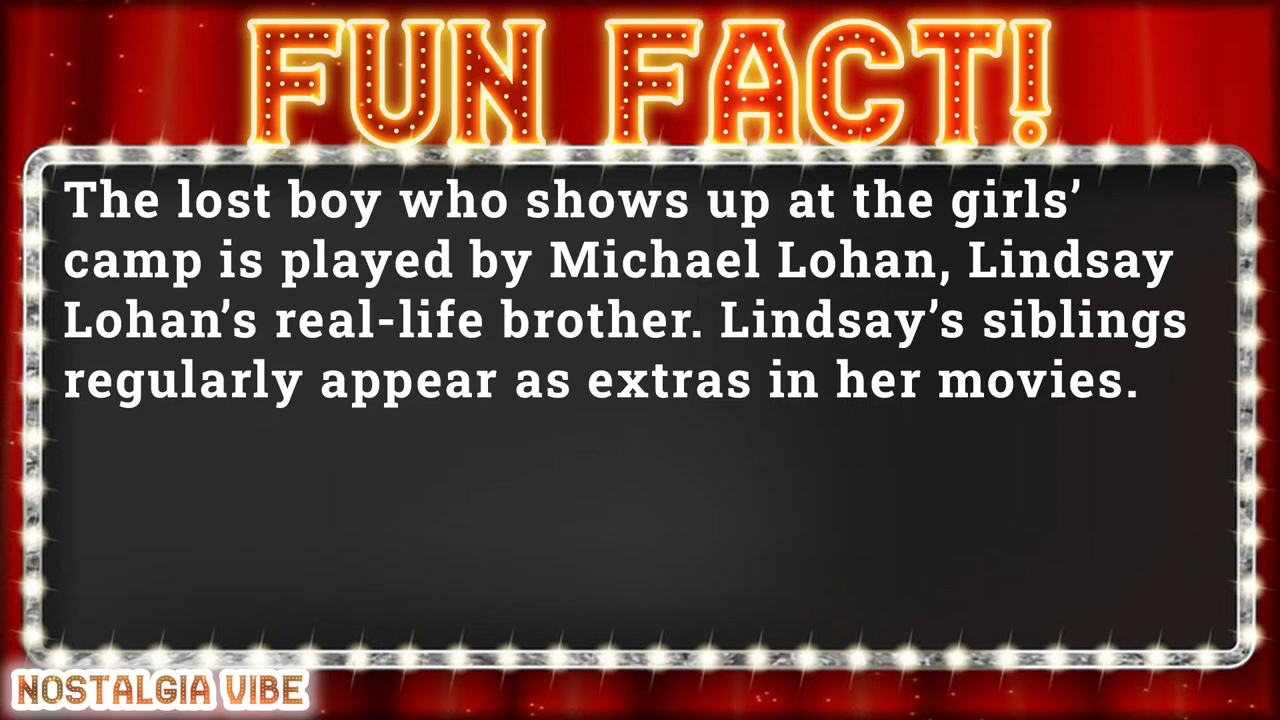 FUN FACT!
The lost boy who shows up at the girls’
camp is played by Michael Lohan, Lindsay
Lohan’s real-life brother. Lindsay’s siblings
regularly appear as extras in her movies.
NOSTALGIA VIBE